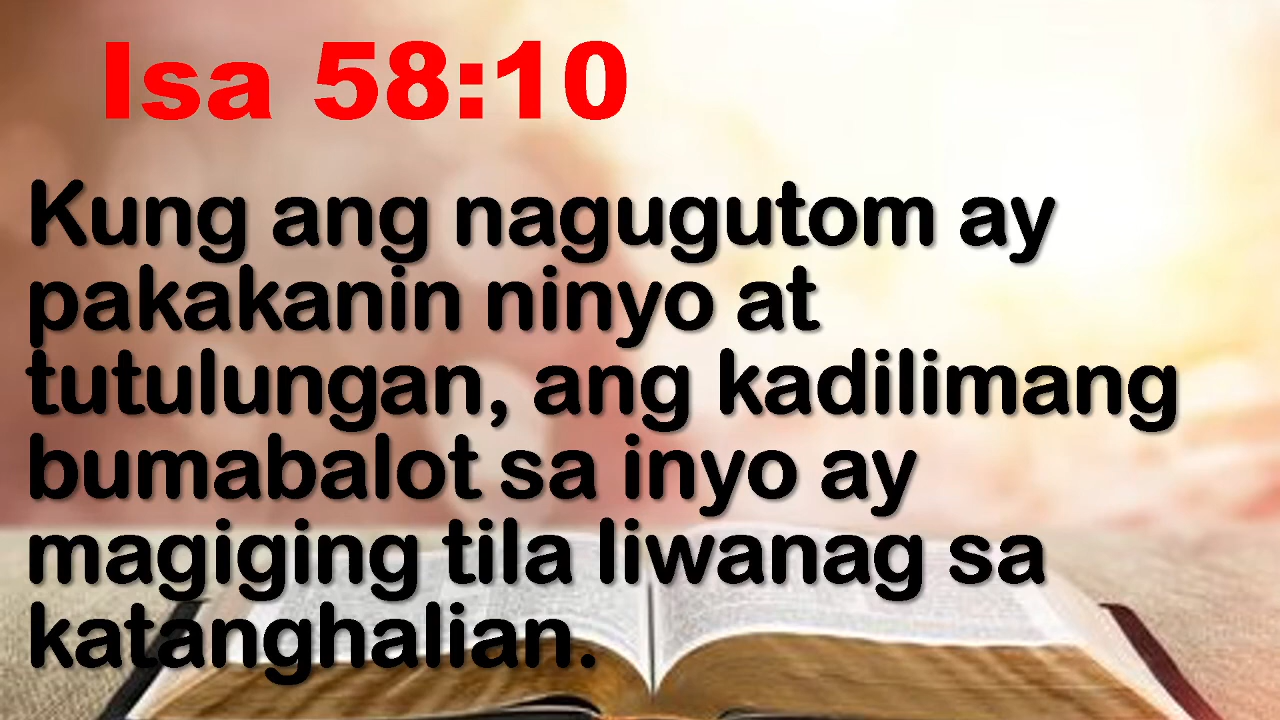 Isa 58:10
Kung ang nagugutom ay
pakakanin ninyo at
tutulungan, ang kadilimang
bumabalot sa inyo ay
magiging tila liwanag sa
katanghalian.